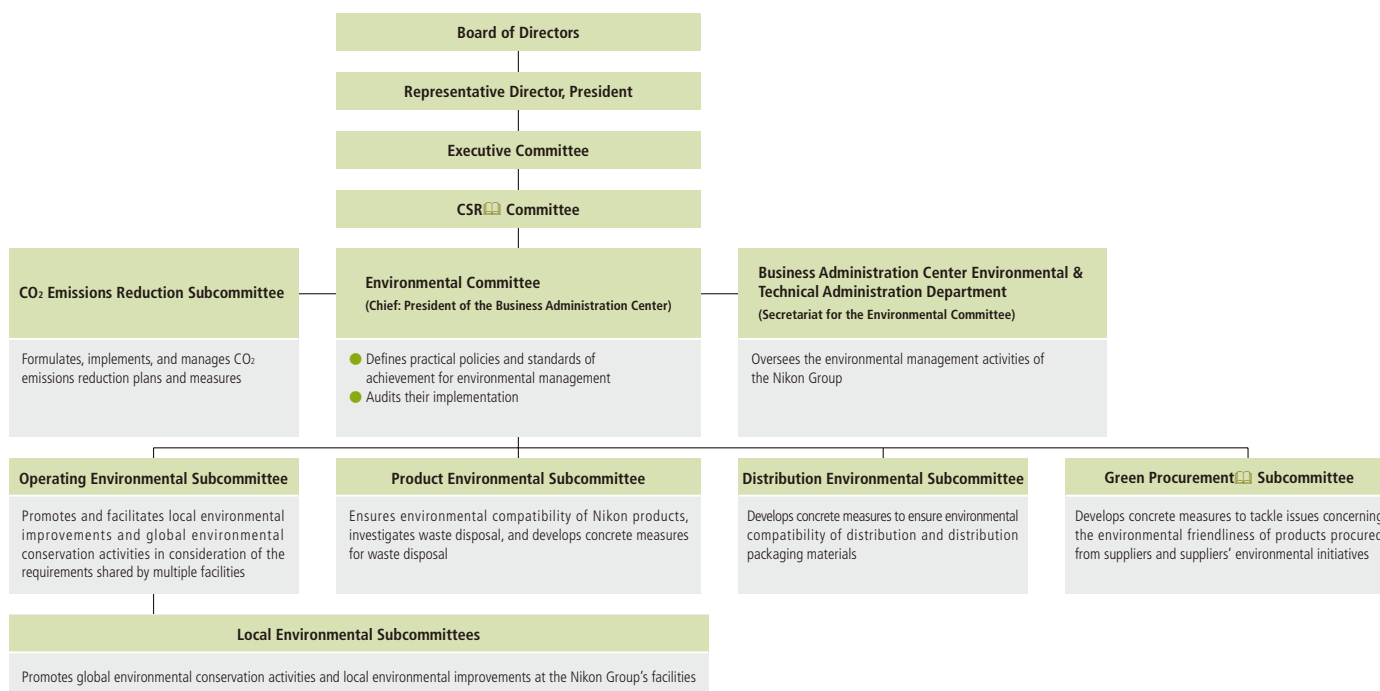 Board of Directors
Representative Director, President
Executive Committee
CSR Committee
CO₂ Emissions Reduction Subcommittee
Formulates, implements, and manages CO₂
emissions reduction plans and measures
Environmental Committee
(Chief: President of the Business Administration Center)
● Defines practical policies and standards of
achievement for environmental management
● Audits their implementation
Business Administration Center Environmental &
Technical Administration Department
(Secretariat for the Environmental Committee)
Oversees the environmental management activities of
the Nikon Group
Operating Environmental Subcommittee
Promotes and facilitates local environmental
improvements and global environmental
conservation activities in consideration of the
requirements shared by multiple facilities
Product Environmental Subcommittee
Ensures environmental compatibility of Nikon products,
investigates waste disposal, and develops concrete measures
for waste disposal
Distribution Environmental Subcommittee
Develops concrete measures to ensure environmental
compatibility of distribution and distribution
packaging materials
Green Procurement Subcommittee
Develops concrete measures to tackle issues concerning
the environmental friendliness of products procured
from suppliers and suppliers’ environmental initiatives
Local Environmental Subcommittees
Promotes global environmental conservation activities and local environmental improvements at the Nikon Group’s facilities